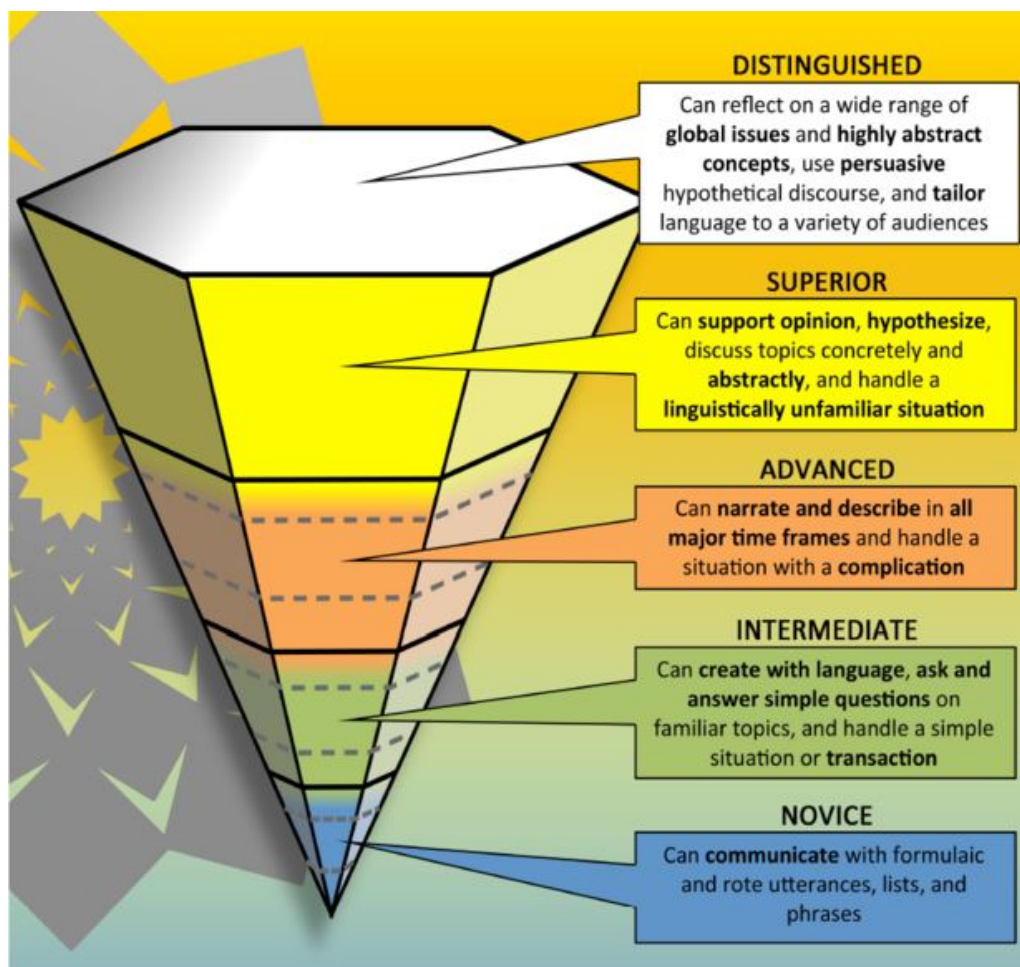 DISTINGUISHED
Can reflect on a wide range of
global issues and highly abstract
concepts, use persuasive
hypothetical discourse, and tailor
language to a variety of audiences
SUPERIOR
Can support opinion, hypothesize,
discuss topics concretely and
abstractly, and handle a
linguistically unfamiliar situation
ADVANCED
Can narrate and describe in all
major time frames and handle a
situation with a complication
INTERMEDIATE
Can create with language, ask and
answer simple questions on
familiar topics, and handle a simple
situation or transaction
NOVICE
Can communicate with formulaic
and rote utterances, lists, and
phrases